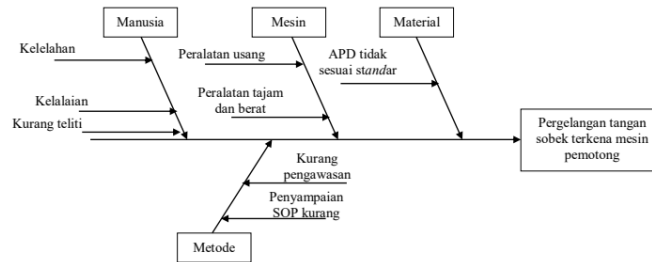 Manusia
Mesin
Material
Kelelahan
Peralatan usang
APD tidak
sesuai standar
Kelalaian
Peralatan tajam
dan berat
Kurang teliti
Pergelangan tangan
sobek terkena mesin
pemotong
Kurang
pengawasan
Penyampaian
SOP kurang
Metode